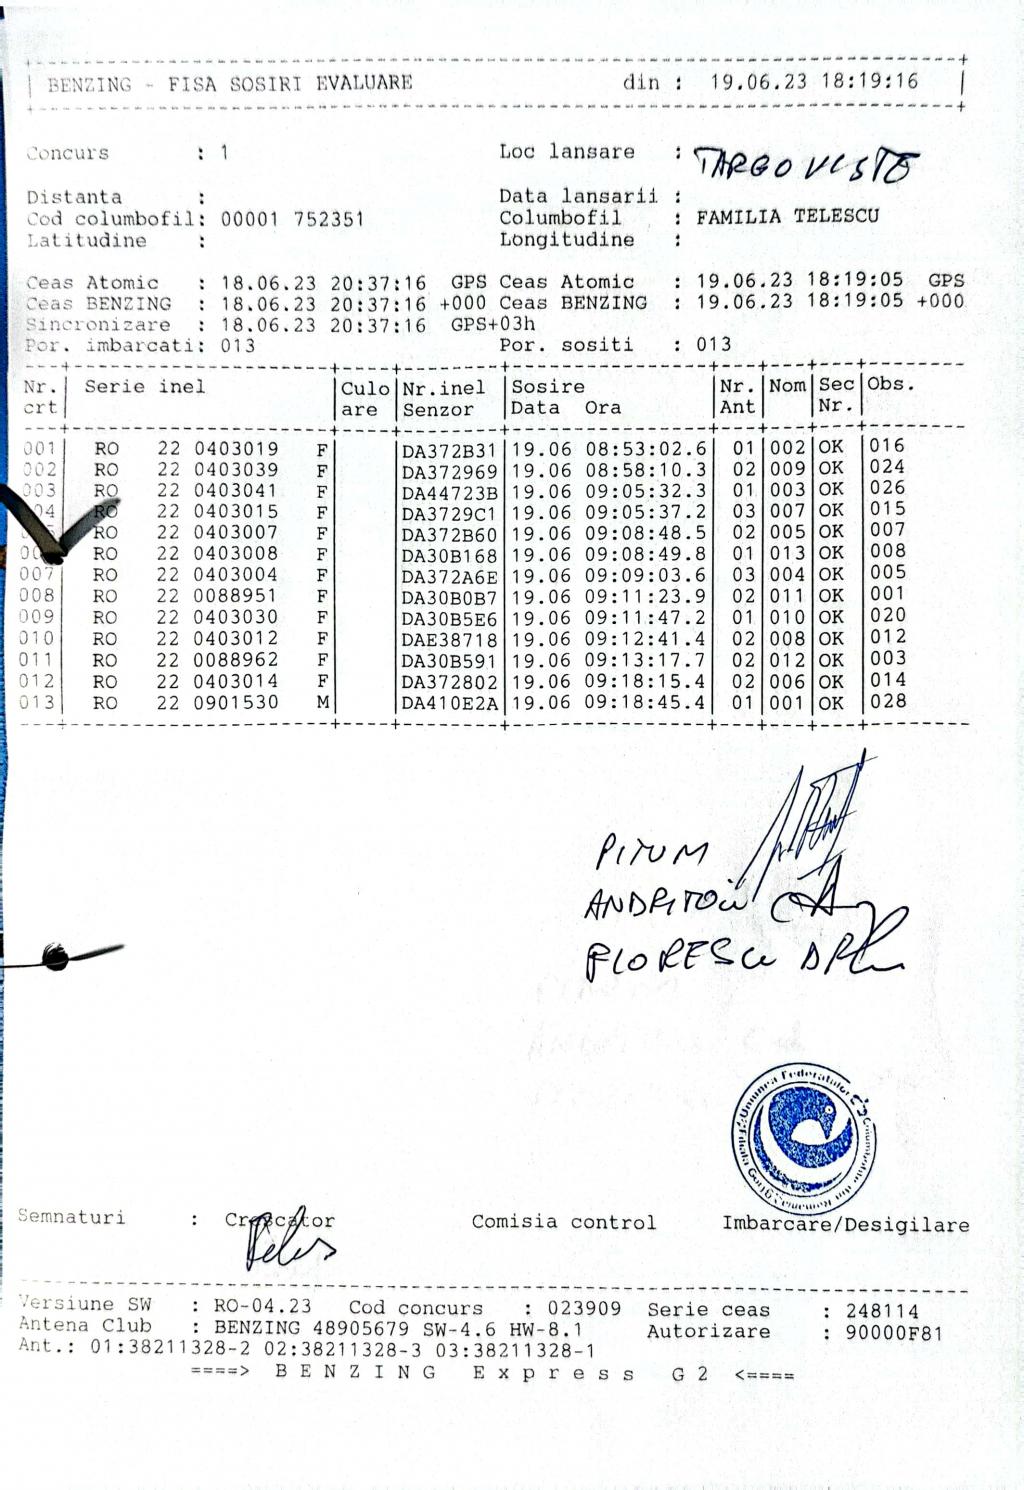 BENZING - FISA SOSIRI EVALUARE din : 19.06.23 18:19:16
Concurs : 1 Loc lansare : TARGOVISTE
Distanta : Data lansarii :
Cod columbofil: 00001 752351 Columbofil : FAMILIA TELESCU
Latitudine : Longitudine :
Ceas Atomic : 18.06.23 20:37:16 GPS Ceas Atomic : 19.06.23 18:19:05 GPS
Ceas BENZING : 18.06.23 20:37:16 +000 Ceas BENZING : 19.06.23 18:19:05 +000
Sincronizare : 18.06.23 20:37:16 GPS+03h
Por. imbarcati: 013 Por. sositi : 013
Nr. Serie inel Culo Nr.inel Sosire Nr. Nom Sec Obs.
crt are Senzor Data Ora Ant Nr.
001 RO 22 0403019 F DA372B31 19.06 08:53:02.6 01 002 OK 016
002 RO 22 0403039 F DA372969 19.06 08:58:10.3 02 009 OK 024
003 RO 22 0403041 F DA44723B 19.06 09:05:32.3 01 003 OK 026
04 RO 22 0403015 F DA3729C1 19.06 09:05:37.2 03 007 OK 015
RO 22 0403007 F DA372B60 19.06 09:08:48.5 02 005 OK 007
RO 22 0403008 F DA30B168 19.06 09:08:49.8 01 013 OK 008
007 RO 22 0403004 F DA372A6E 19.06 09:09:03.6 03 004 OK 005
008 RO 22 0088951 F DA30B0B7 19.06 09:11:23.9 02 011 OK 001
009 RO 22 0403030 F DA30B5E6 19.06 09:11:47.2 01 010 OK 020
010 RO 22 0403012 F DAE38718 19.06 09:12:41.4 02 008 OK 012
011 RO 22 0088962 F DA30B591 19.06 09:13:17.7 02 012 OK 003
012 RO 22 0403014 F DA372802 19.06 09:18:15.4 02 006 OK 014
013 RO 22 0901530 M DA410E2A 19.06 09:18:45.4 01 001 OK 028
FLORESCU
Uniunea Federatiilor
Semnaturi : Crescator Comisia control Imbarcare/Desigilare
Versiune SW : RO-04.23 Cod concurs : 023909 Serie ceas : 248114
Antena Club : BENZING 48905679 SW-4.6 HW-8.1 Autorizare : 90000F81
Ant.: 01:38211328-2 02:38211328-3 03:38211328-1
====> B E N Z I N G E x p r e s s G 2 <====